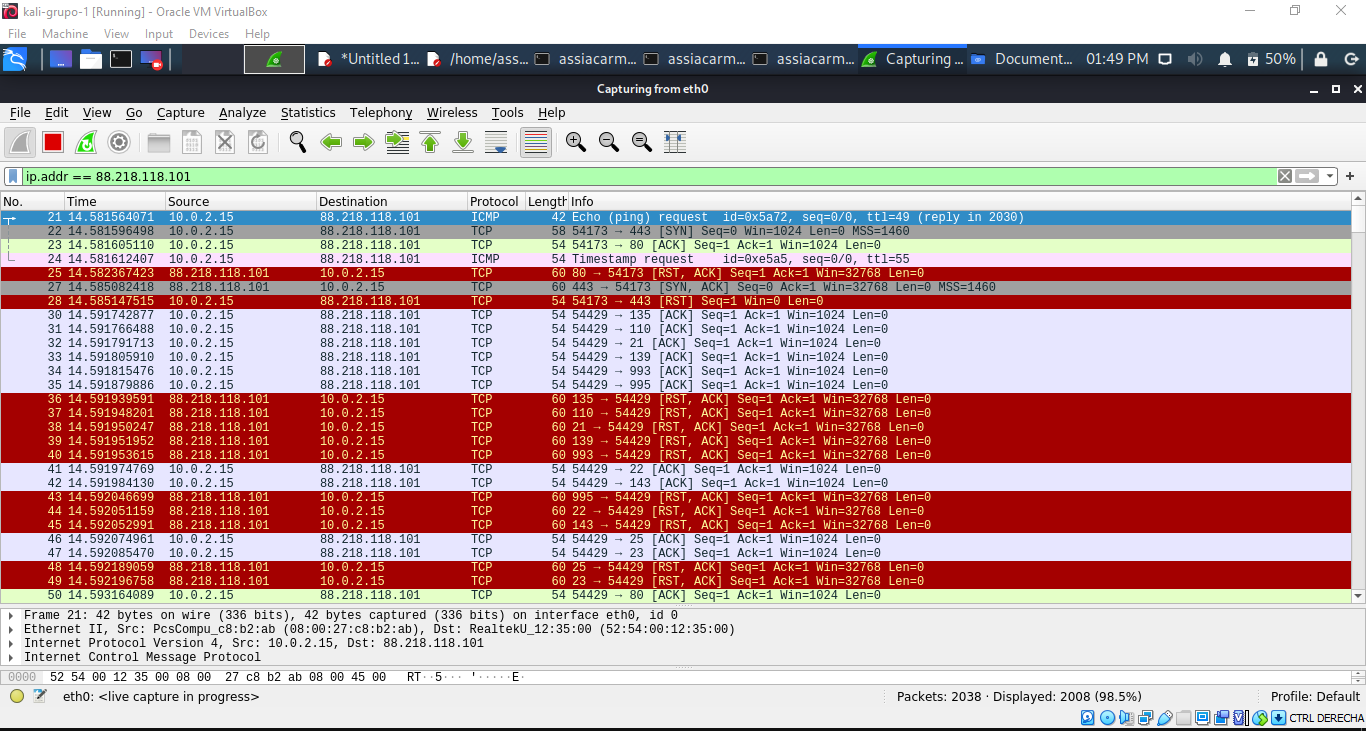 kali-grupo-1 [Running] - Oracle VM VirtualBox
File Machine View Input Devices Help
*Untitled 1... /home/ass... assiacarm... assiacarm... assiacarm... Capturing ... Document... 01:49 PM 50%
Capturing from eth0
File Edit View Go Capture Analyze Statistics Telephony Wireless Tools Help
ip.addr == 88.218.118.101
No. Time Source Destination Protocol Length Info
21 14.581564071 10.0.2.15 88.218.118.101 ICMP 42 Echo (ping) request id=0x5a72, seq=0/0, ttl=49 (reply in 2030)
22 14.581596498 10.0.2.15 88.218.118.101 TCP 58 54173 → 443 [SYN] Seq=0 Win=1024 Len=0 MSS=1460
23 14.581605110 10.0.2.15 88.218.118.101 TCP 54 54173 → 80 [ACK] Seq=1 Ack=1 Win=1024 Len=0
24 14.581612407 10.0.2.15 88.218.118.101 ICMP 54 Timestamp request id=0xe5a5, seq=0/0, ttl=55
25 14.582367423 88.218.118.101 10.0.2.15 TCP 60 80 → 54173 [RST, ACK] Seq=1 Ack=1 Win=32768 Len=0
27 14.585082418 88.218.118.101 10.0.2.15 TCP 60 443 → 54173 [SYN, ACK] Seq=0 Ack=1 Win=32768 Len=0 MSS=1460
28 14.585147515 10.0.2.15 88.218.118.101 TCP 54 54173 → 443 [RST] Seq=1 Win=0 Len=0
30 14.591742877 10.0.2.15 88.218.118.101 TCP 54 54429 → 135 [ACK] Seq=1 Ack=1 Win=1024 Len=0
31 14.591766488 10.0.2.15 88.218.118.101 TCP 54 54429 → 110 [ACK] Seq=1 Ack=1 Win=1024 Len=0
32 14.591791713 10.0.2.15 88.218.118.101 TCP 54 54429 → 21 [ACK] Seq=1 Ack=1 Win=1024 Len=0
33 14.591805910 10.0.2.15 88.218.118.101 TCP 54 54429 → 139 [ACK] Seq=1 Ack=1 Win=1024 Len=0
34 14.591815476 10.0.2.15 88.218.118.101 TCP 54 54429 → 993 [ACK] Seq=1 Ack=1 Win=1024 Len=0
35 14.591879886 10.0.2.15 88.218.118.101 TCP 54 54429 → 995 [ACK] Seq=1 Ack=1 Win=1024 Len=0
36 14.591939591 88.218.118.101 10.0.2.15 TCP 60 135 → 54429 [RST, ACK] Seq=1 Ack=1 Win=32768 Len=0
37 14.591948201 88.218.118.101 10.0.2.15 TCP 60 110 → 54429 [RST, ACK] Seq=1 Ack=1 Win=32768 Len=0
38 14.591950247 88.218.118.101 10.0.2.15 TCP 60 21 → 54429 [RST, ACK] Seq=1 Ack=1 Win=32768 Len=0
39 14.591951952 88.218.118.101 10.0.2.15 TCP 60 139 → 54429 [RST, ACK] Seq=1 Ack=1 Win=32768 Len=0
40 14.591953615 88.218.118.101 10.0.2.15 TCP 60 993 → 54429 [RST, ACK] Seq=1 Ack=1 Win=32768 Len=0
41 14.591974769 10.0.2.15 88.218.118.101 TCP 54 54429 → 22 [ACK] Seq=1 Ack=1 Win=1024 Len=0
42 14.591984130 10.0.2.15 88.218.118.101 TCP 54 54429 → 143 [ACK] Seq=1 Ack=1 Win=1024 Len=0
43 14.592046699 88.218.118.101 10.0.2.15 TCP 60 995 → 54429 [RST, ACK] Seq=1 Ack=1 Win=32768 Len=0
44 14.592051159 88.218.118.101 10.0.2.15 TCP 60 22 → 54429 [RST, ACK] Seq=1 Ack=1 Win=32768 Len=0
45 14.592052991 88.218.118.101 10.0.2.15 TCP 60 143 → 54429 [RST, ACK] Seq=1 Ack=1 Win=32768 Len=0
46 14.592074961 10.0.2.15 88.218.118.101 TCP 54 54429 → 25 [ACK] Seq=1 Ack=1 Win=1024 Len=0
47 14.592085470 10.0.2.15 88.218.118.101 TCP 54 54429 → 23 [ACK] Seq=1 Ack=1 Win=1024 Len=0
48 14.592189059 88.218.118.101 10.0.2.15 TCP 60 25 → 54429 [RST, ACK] Seq=1 Ack=1 Win=32768 Len=0
49 14.592196758 88.218.118.101 10.0.2.15 TCP 60 23 → 54429 [RST, ACK] Seq=1 Ack=1 Win=32768 Len=0
50 14.593164089 10.0.2.15 88.218.118.101 TCP 54 54429 → 80 [ACK] Seq=1 Ack=1 Win=1024 Len=0
Frame 21: 42 bytes on wire (336 bits), 42 bytes captured (336 bits) on interface eth0, id 0
Ethernet II, Src: PcsCompu_c8:b2:ab (08:00:27:c8:b2:ab), Dst: RealtekU_12:35:00 (52:54:00:12:35:00)
Internet Protocol Version 4, Src: 10.0.2.15, Dst: 88.218.118.101
Internet Control Message Protocol
0000 52 54 00 12 35 00 08 00 27 c8 b2 ab 08 00 45 00 RT··5··· '·····E·
eth0: <live capture in progress> Packets: 2038 · Displayed: 2008 (98.5%) Profile: Default
CTRL DERECHA